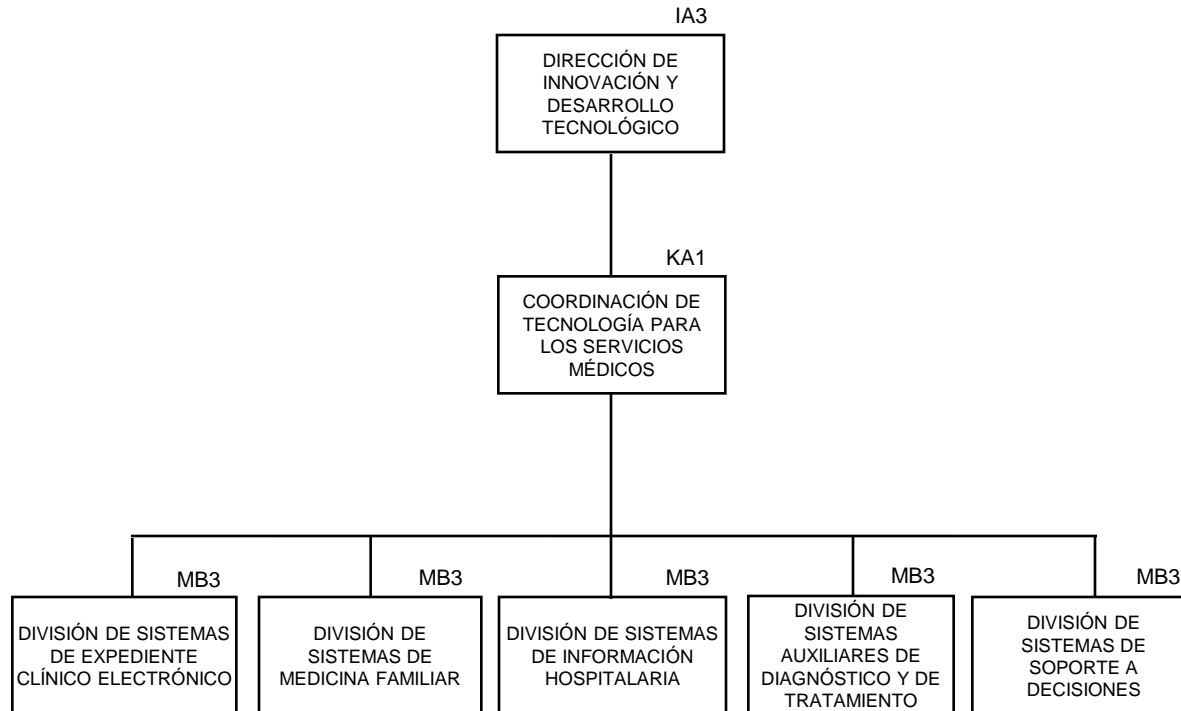 IA3
DIRECCIÓN DE
INNOVACIÓN Y
DESARROLLO
TECNOLÓGICO
KA1
COORDINACIÓN DE
TECNOLOGÍA PARA
LOS SERVICIOS
MÉDICOS
MB3
DIVISIÓN DE SISTEMAS
DE EXPEDIENTE
CLÍNICO ELECTRÓNICO
MB3
DIVISIÓN DE
SISTEMAS DE
MEDICINA FAMILIAR
MB3
DIVISIÓN DE SISTEMAS
DE INFORMACIÓN
HOSPITALARIA
MB3
DIVISIÓN DE
SISTEMAS
AUXILIARES DE
DIAGNÓSTICO Y DE
TRATAMIENTO
MB3
DIVISIÓN DE
SISTEMAS DE
SOPORTE A
DECISIONES